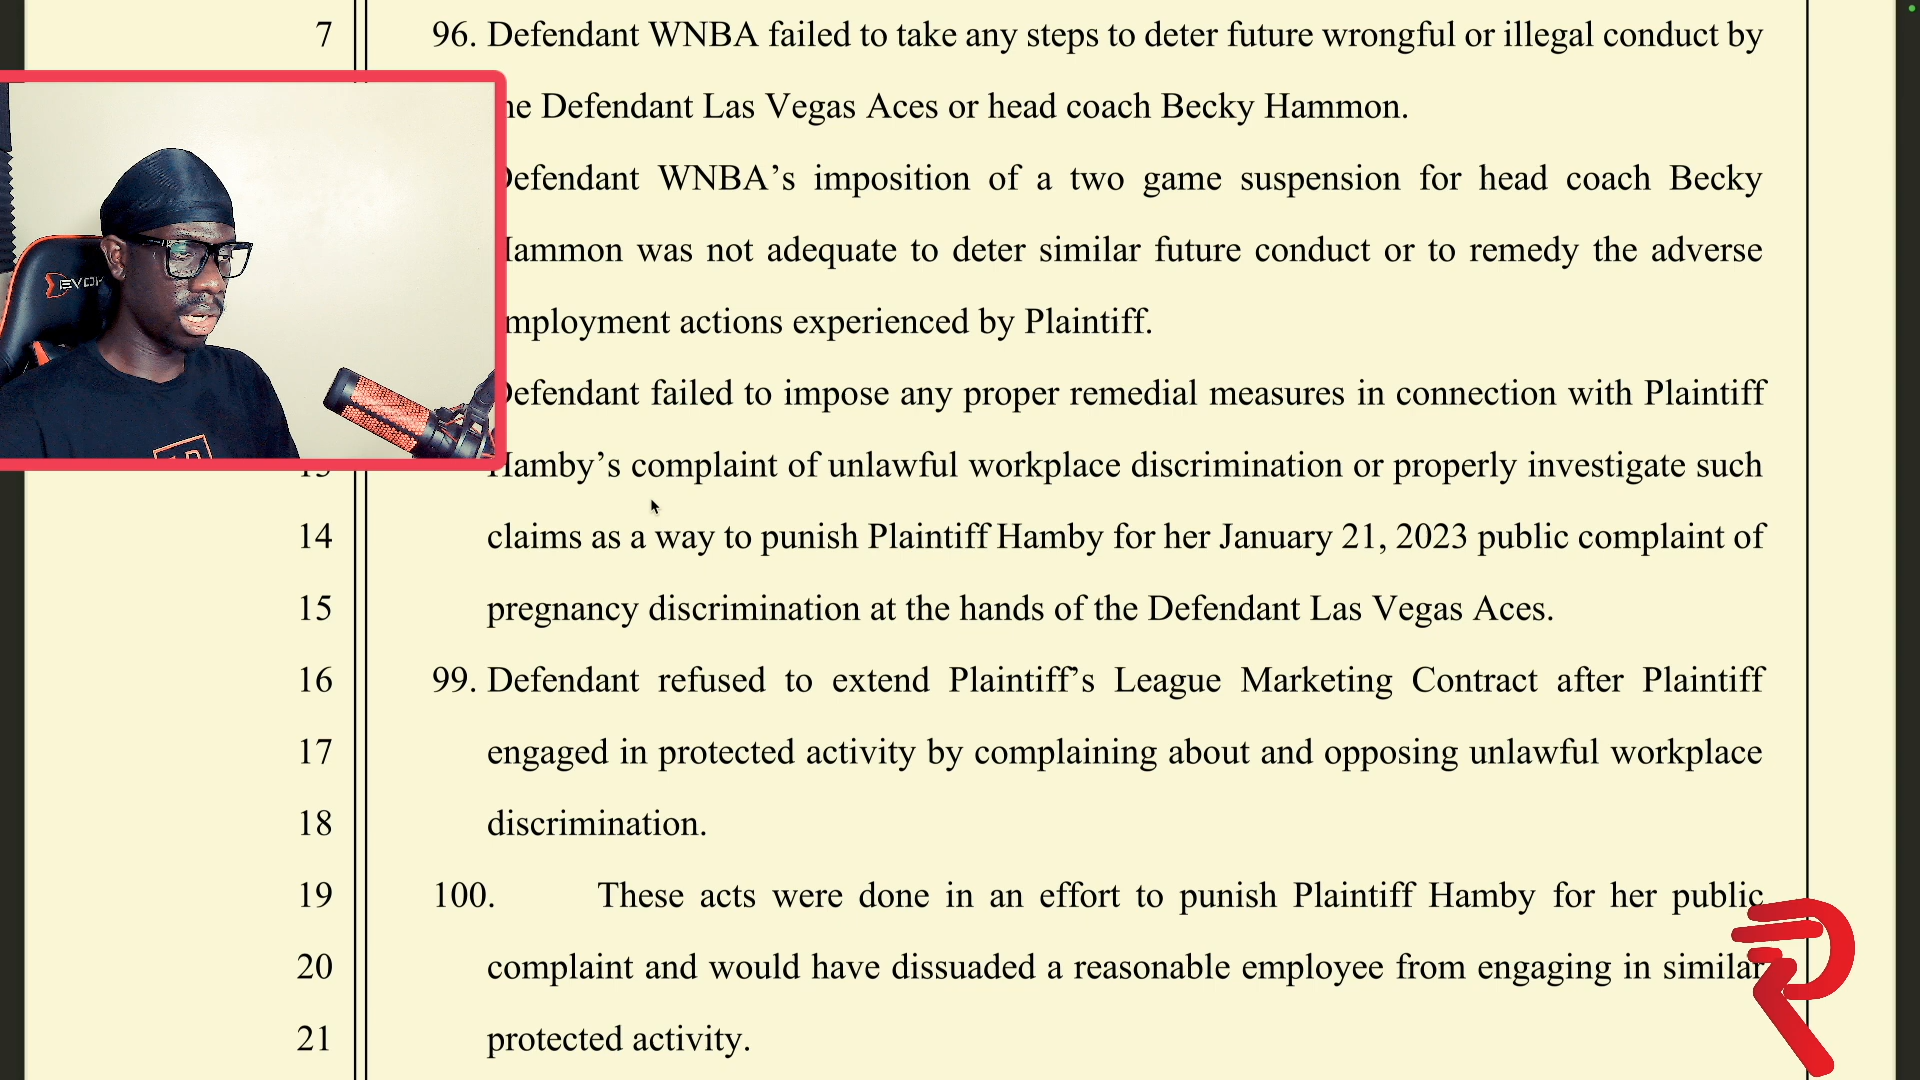 7 96. Defendant WNBA failed to take any steps to deter future wrongful or illegal conduct by
he Defendant Las Vegas Aces or head coach Becky Hammon.
Defendant WNBA’s imposition of a two game suspension for head coach Becky
Hammon was not adequate to deter similar future conduct or to remedy the adverse
mployment actions experienced by Plaintiff.
Defendant failed to impose any proper remedial measures in connection with Plaintiff
13 Hamby’s complaint of unlawful workplace discrimination or properly investigate such
14 claims as a way to punish Plaintiff Hamby for her January 21, 2023 public complaint of
15 pregnancy discrimination at the hands of the Defendant Las Vegas Aces.
16 99. Defendant refused to extend Plaintiff’s League Marketing Contract after Plaintiff
17 engaged in protected activity by complaining about and opposing unlawful workplace
18 discrimination.
19 100. These acts were done in an effort to punish Plaintiff Hamby for her public
20 complaint and would have dissuaded a reasonable employee from engaging in similar
21 protected activity.